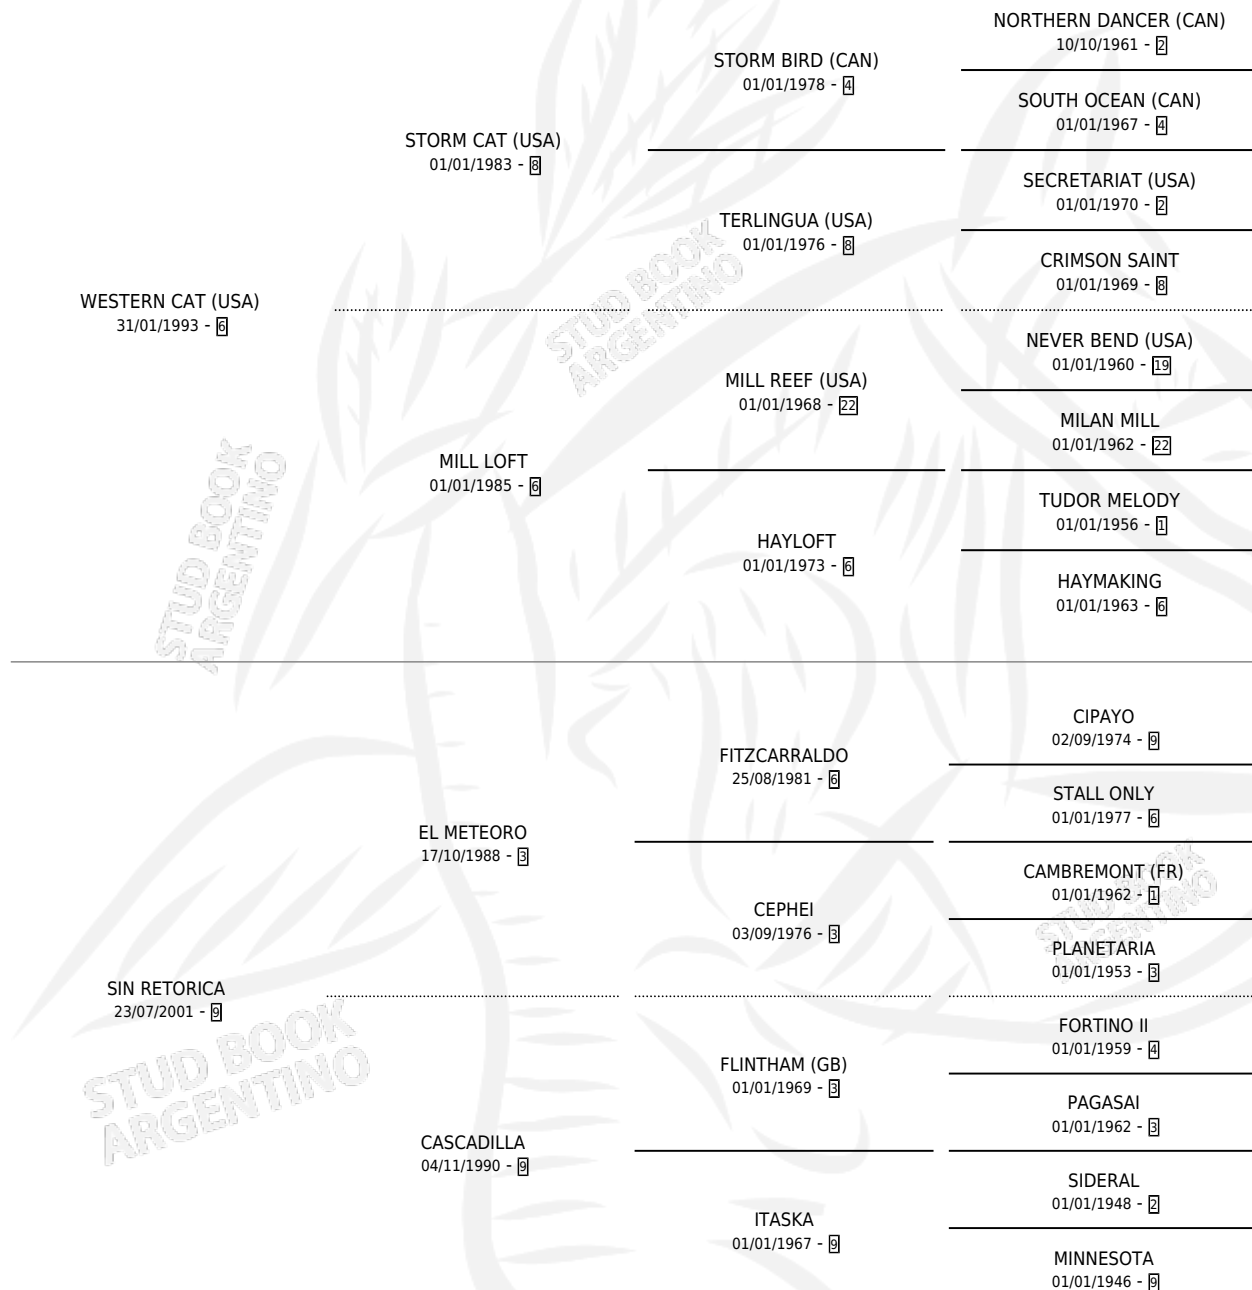 NORTHERN DANCER (CAN)
10/10/1961 - 2
STORM BIRD (CAN)
01/01/1978 - 4
SOUTH OCEAN (CAN)
01/01/1967 - 4
STORM CAT (USA)
01/01/1983 - 8
SECRETARIAT (USA)
01/01/1970 - 2
TERLINGUA (USA)
01/01/1976 - 8
CRIMSON SAINT
01/01/1969 - 8
WESTERN CAT (USA)
31/01/1993 - 6
NEVER BEND (USA)
01/01/1960 - 19
MILL REEF (USA)
01/01/1968 - 22
MILAN MILL
01/01/1962 - 22
MILL LOFT
01/01/1985 - 6
TUDOR MELODY
01/01/1956 - 1
HAYLOFT
01/01/1973 - 6
HAYMAKING
01/01/1963 - 6
CIPAYO
02/09/1974 - 9
FITZCARRALDO
25/08/1981 - 6
STALL ONLY
01/01/1977 - 6
EL METEORO
17/10/1988 - 3
CAMBREMONT (FR)
01/01/1962 - 1
CEPHEI
03/09/1976 - 3
PLANETARIA
01/01/1953 - 3
SIN RETORICA
23/07/2001 - 9
FORTINO II
01/01/1959 - 4
FLINTHAM (GB)
01/01/1969 - 3
PAGASAI
01/01/1962 - 3
CASCADILLA
04/11/1990 - 9
SIDERAL
01/01/1948 - 2
ITASKA
01/01/1967 - 9
MINNESOTA
01/01/1946 - 9
STUD BOOK
ARGENTINO
STUD BOOK
ARGENTINO
STUD BOOK
ARGENTINO
STUD BOOK
ARGENTINO